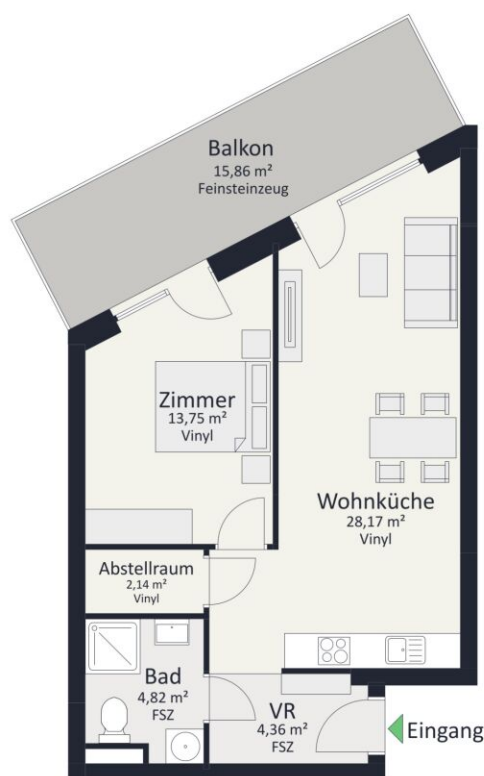 Balkon
15,86 m²
Feinsteinzeug
Zimmer
13,75 m²
Vinyl
Wohnküche
28,17 m²
Vinyl
Abstellraum
2,14 m²
Vinyl
Bad
4,82 m²
FSZ
VR
4,36 m²
FSZ
Eingang